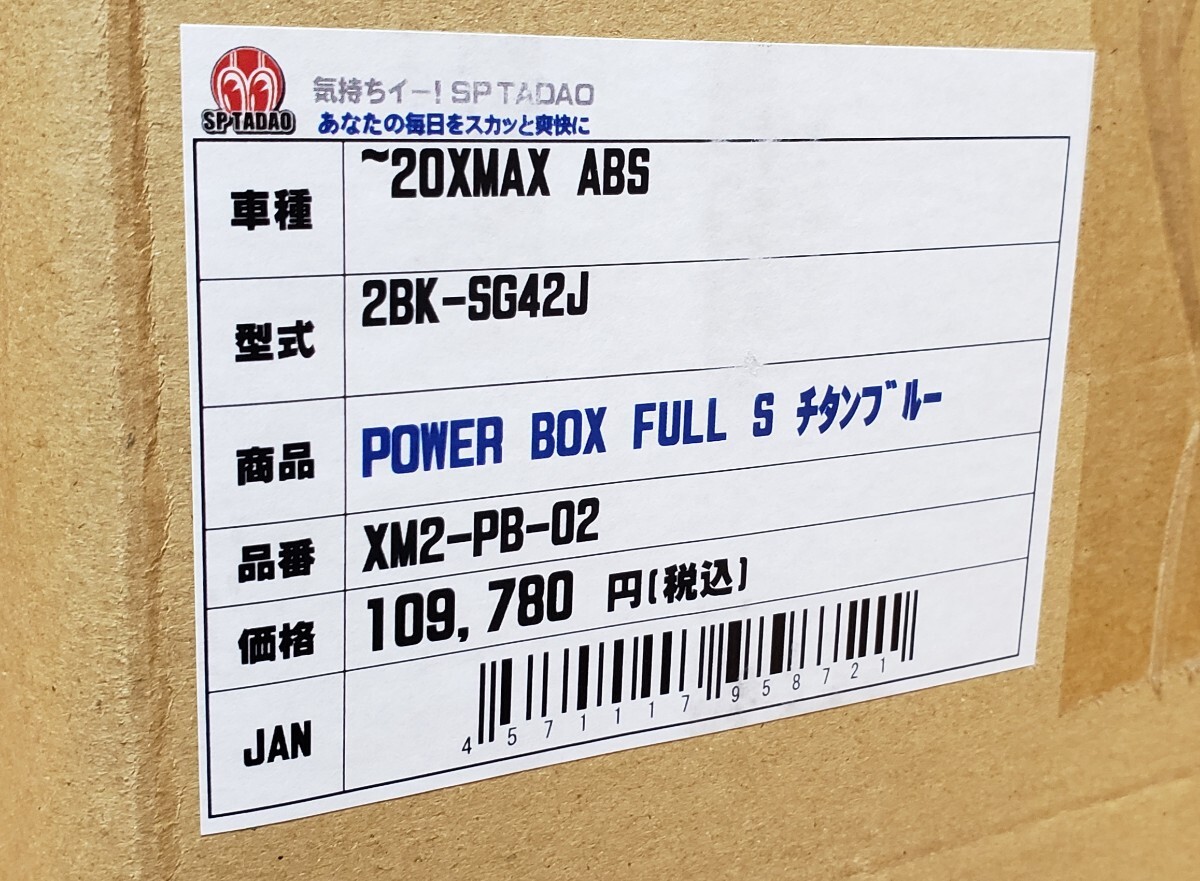 SP TADAO
気持ちイー! SP TADAO
あなたの毎日をスカッと爽快に
車種 ~20XMAX ABS
型式 2BK-SG42J
商品 POWER BOX FULL S チタンブルー
品番 XM2-PB-02
価格 109,780 円(税込)
JAN 4571117958721